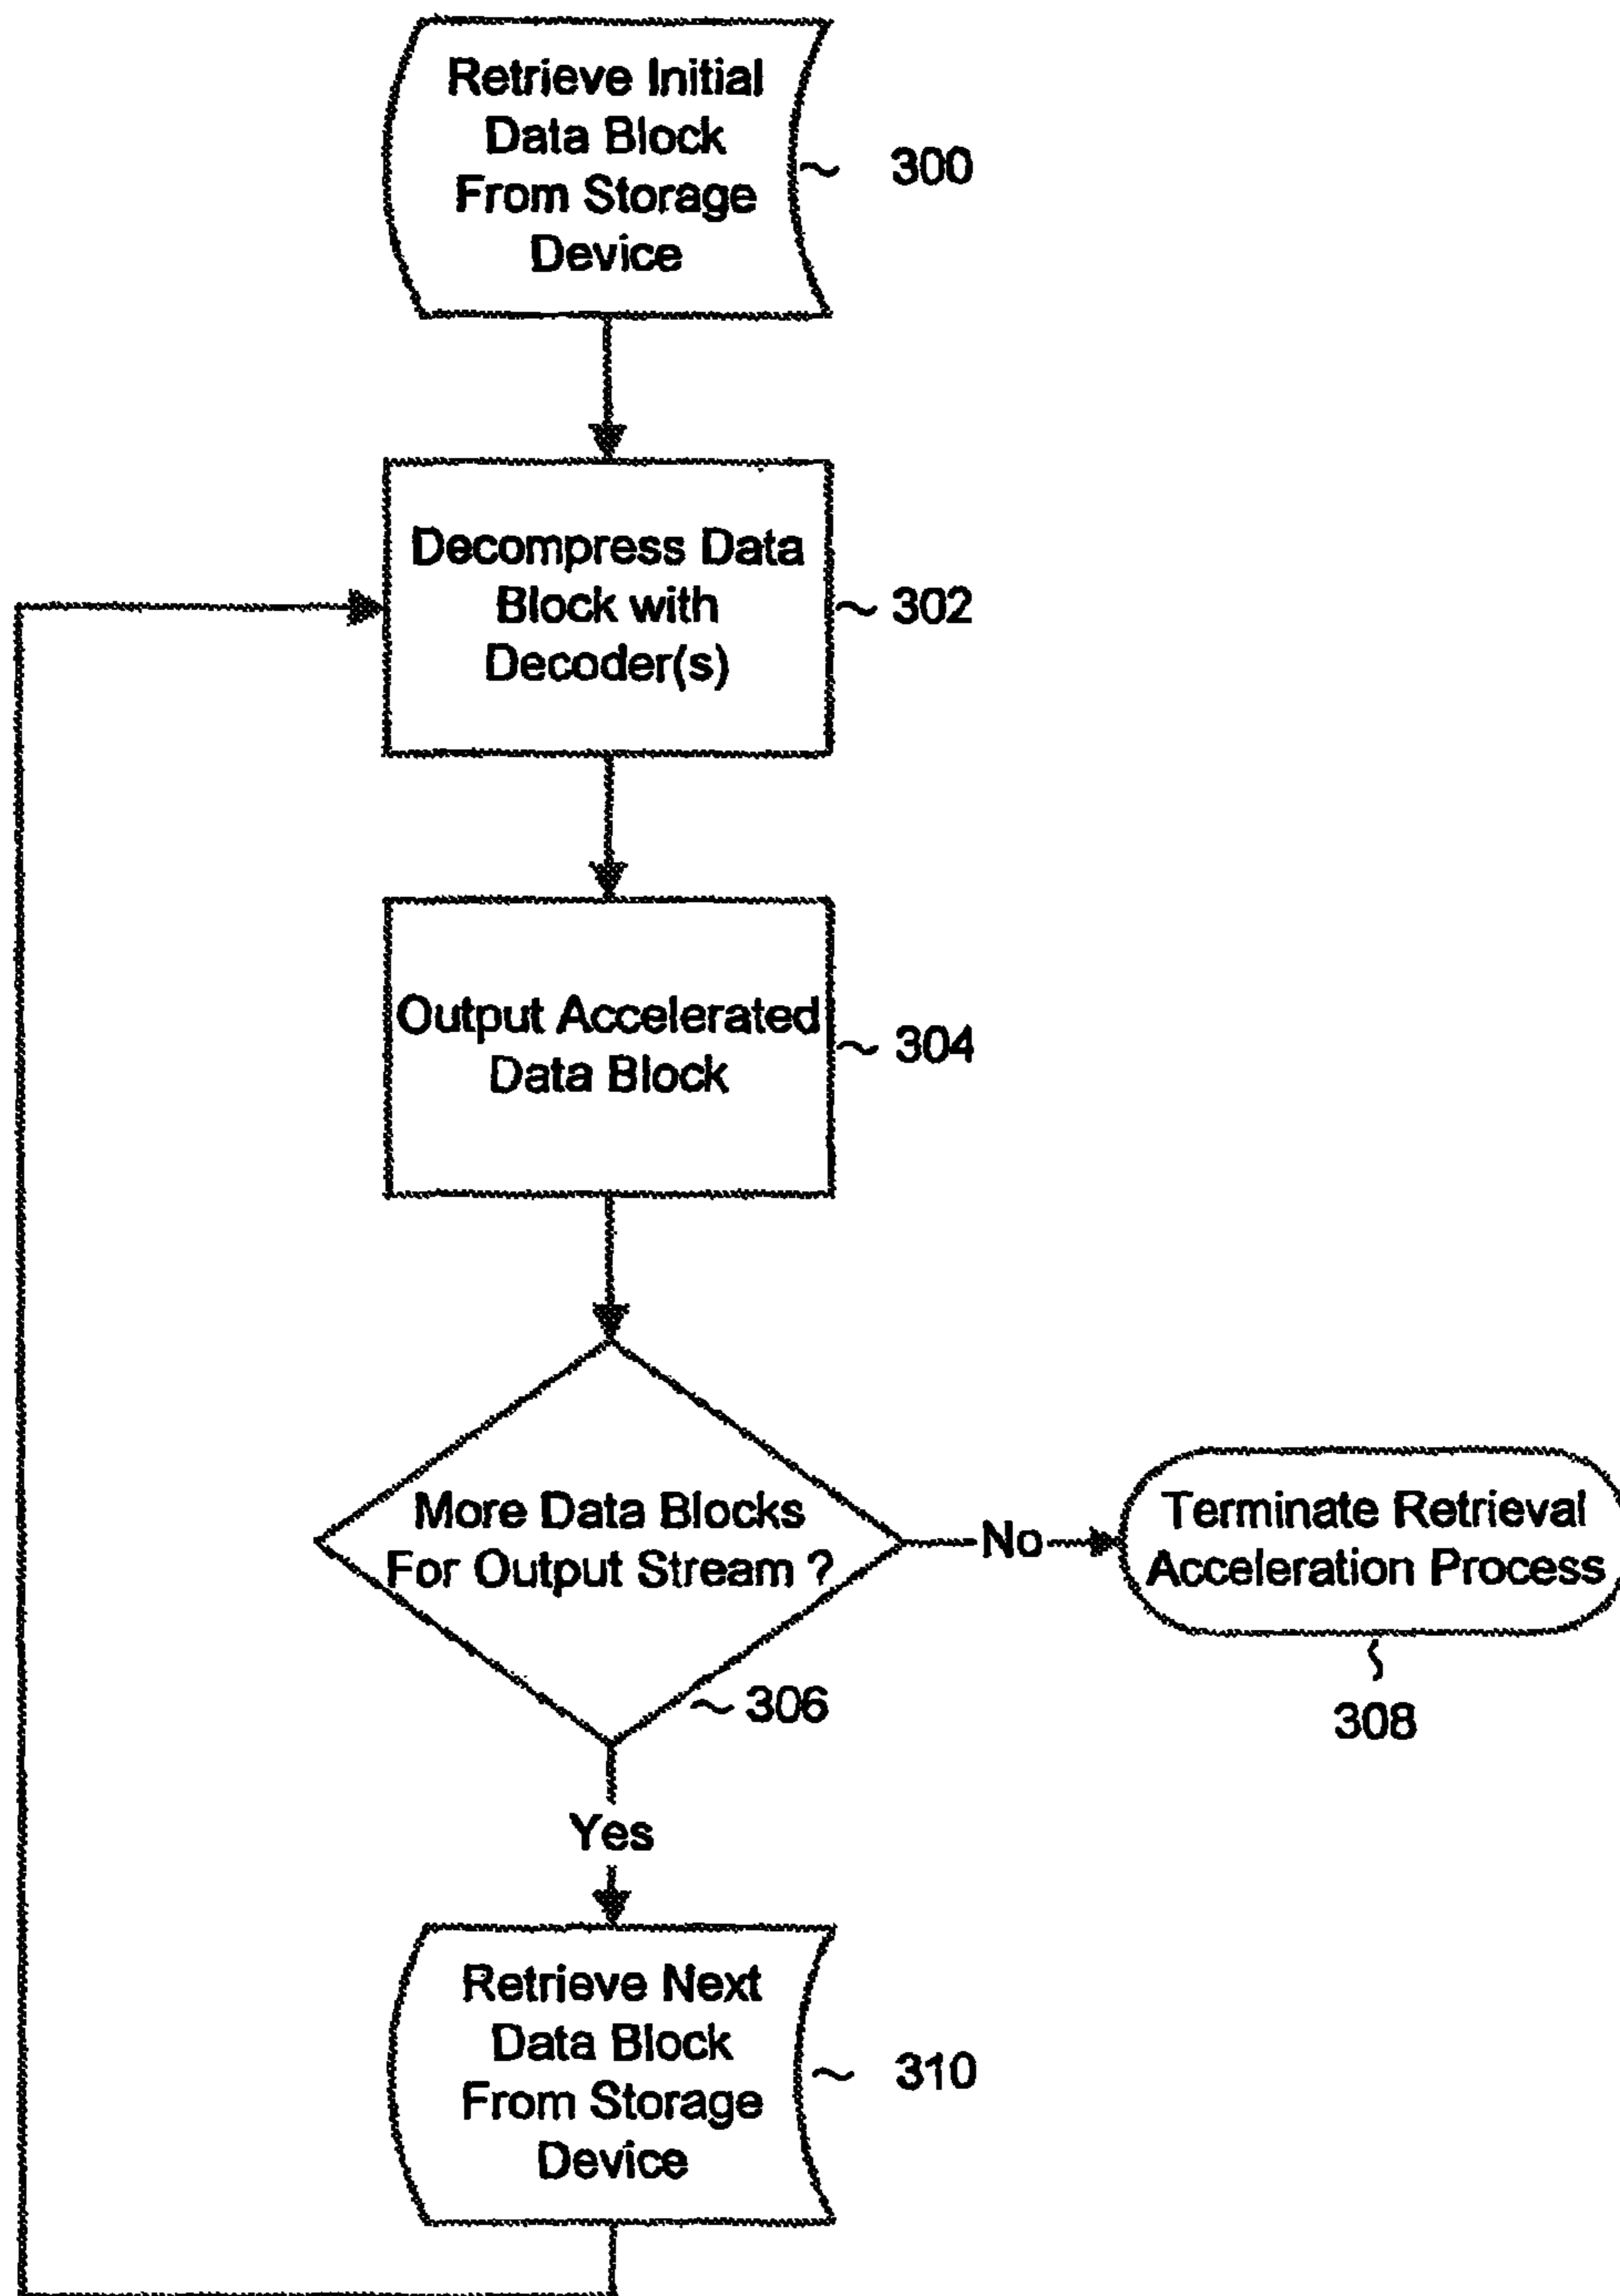 Retrieve Initial
Data Block
From Storage
Device
~ 300
Decompress Data
Block with
Decoder(s)
~ 302
Output Accelerated
Data Block
~ 304
More Data Blocks
For Output Stream ?
~ 306
No
Terminate Retrieval
Acceleration Process
308
Yes
Retrieve Next
Data Block
From Storage
Device
~ 310